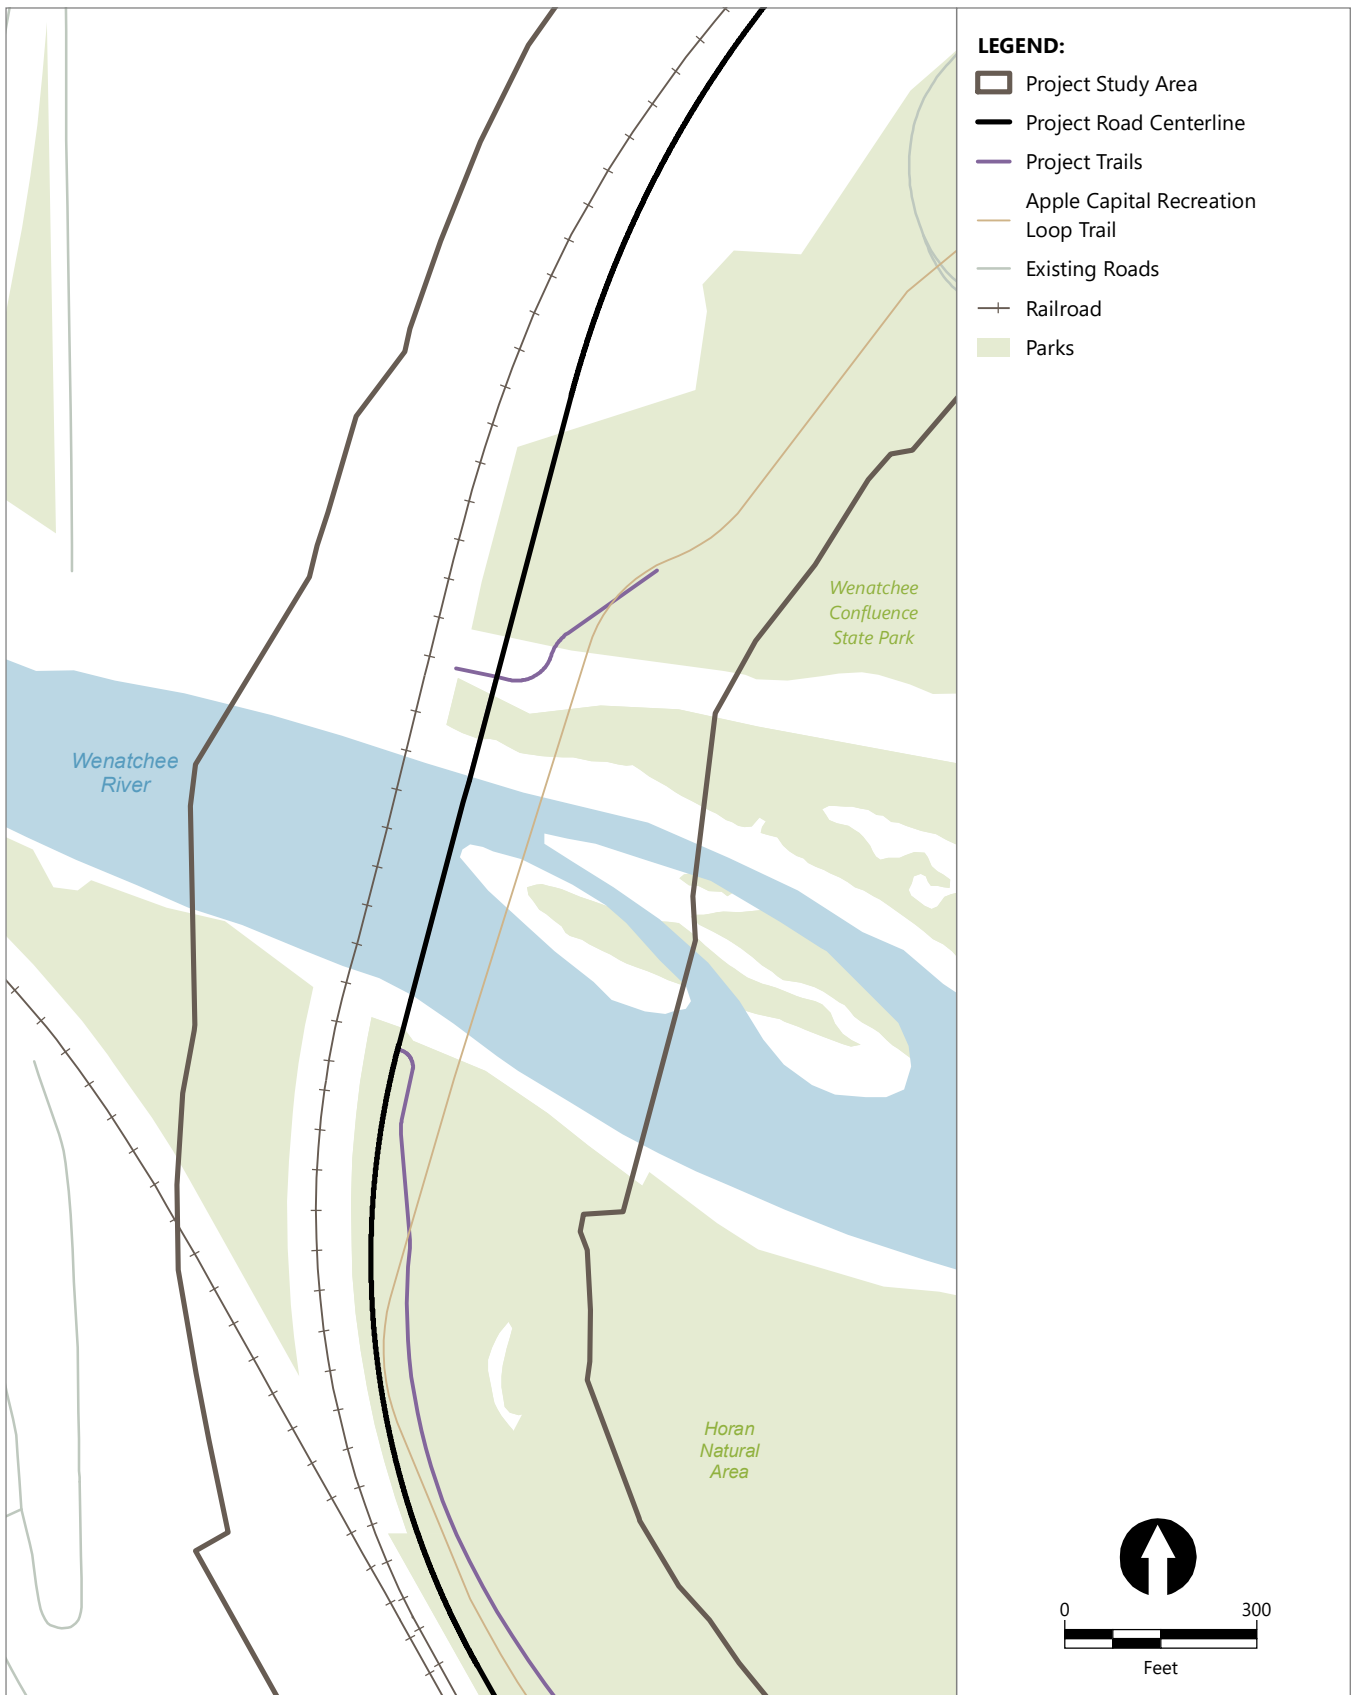 LEGEND:
Project Study Area
Project Road Centerline
Project Trails
Apple Capital Recreation
Loop Trail
Existing Roads
Railroad
Parks
Wenatchee
Confluence
State Park
Wenatchee
River
Horan
Natural
Area
0 300
Feet